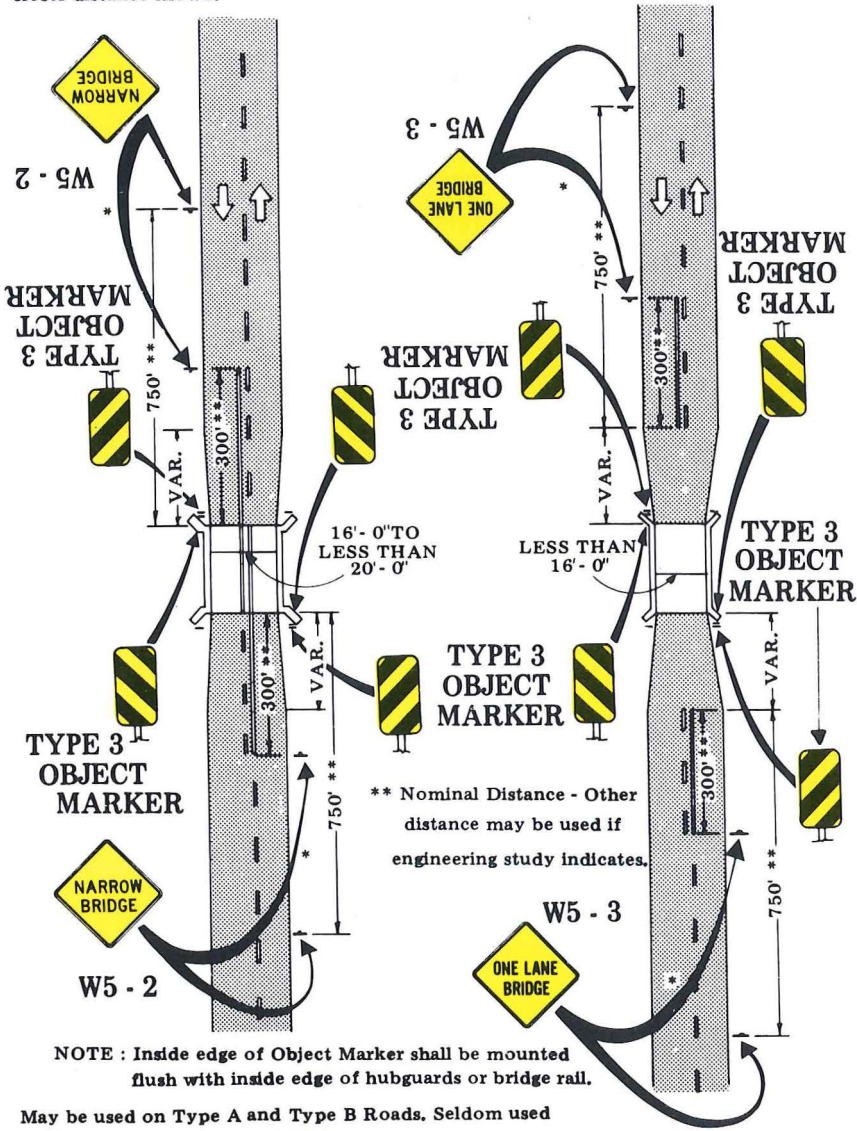 NARROW
BRIDGE
W5 - 2
*
750' **
TYPE 3
OBJECT
MARKER
300' **
VAR.
16'- 0" TO
LESS THAN
20'- 0"
TYPE 3
OBJECT
MARKER
300' **
VAR.
750' **
*
NARROW
BRIDGE
W5 - 2
W5 - 3
ONE LANE
BRIDGE
*
750' **
TYPE 3
OBJECT
MARKER
TYPE 3
OBJECT
MARKER
300' **
VAR.
LESS THAN
16'- 0"
TYPE 3
OBJECT
MARKER
TYPE 3
OBJECT
MARKER
VAR.
300' **
750' **
** Nominal Distance - Other
distance may be used if
engineering study indicates.
W5 - 3
ONE LANE
BRIDGE
*
NOTE : Inside edge of Object Marker shall be mounted
flush with inside edge of hubguards or bridge rail.
May be used on Type A and Type B Roads. Seldom used